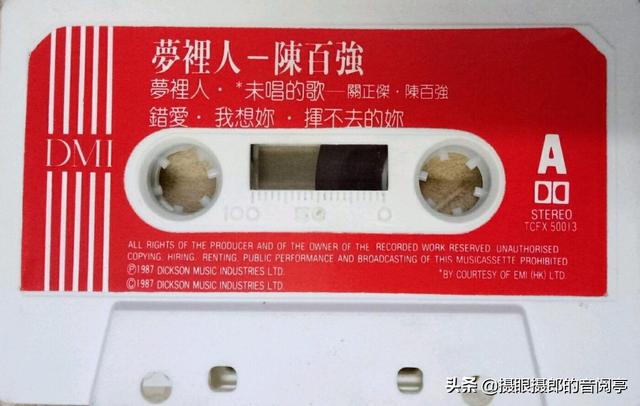 夢裡人－陳百強
夢裡人．*未唱的歌──關正傑．陳百強
錯愛．我想妳．揮不去的妳
DMI
A
STEREO
TCFX 50013
100 50 0
ALL RIGHTS OF THE PRODUCER AND OF THE OWNER OF THE RECORDED WORK RESERVED. UNAUTHORISED
COPYING, HIRING, RENTING, PUBLIC PERFORMANCE AND BROADCASTING OF THIS MUSICASSETTE PROHIBITED
Ⓟ1987 DICKSON MUSIC INDUSTRIES LTD.
*BY COURTESY OF EMI (HK) LTD.
©1987 DICKSON MUSIC INDUSTRIES LTD.
头条 @摄眼摄郎的音阅亭